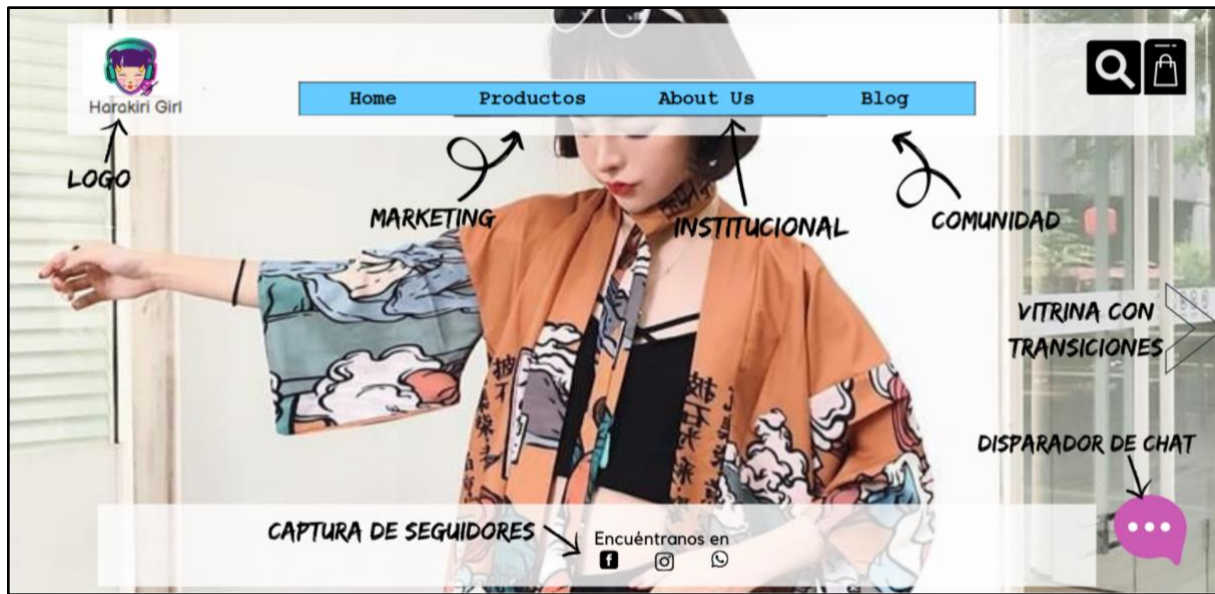 Harakiri Girl
Home Productos About Us Blog
LOGO
MARKETING
INSTITUCIONAL
COMUNIDAD
VITRINA CON
TRANSICIONES
DISPARADOR DE CHAT
CAPTURA DE SEGUIDORES
Encuéntranos en